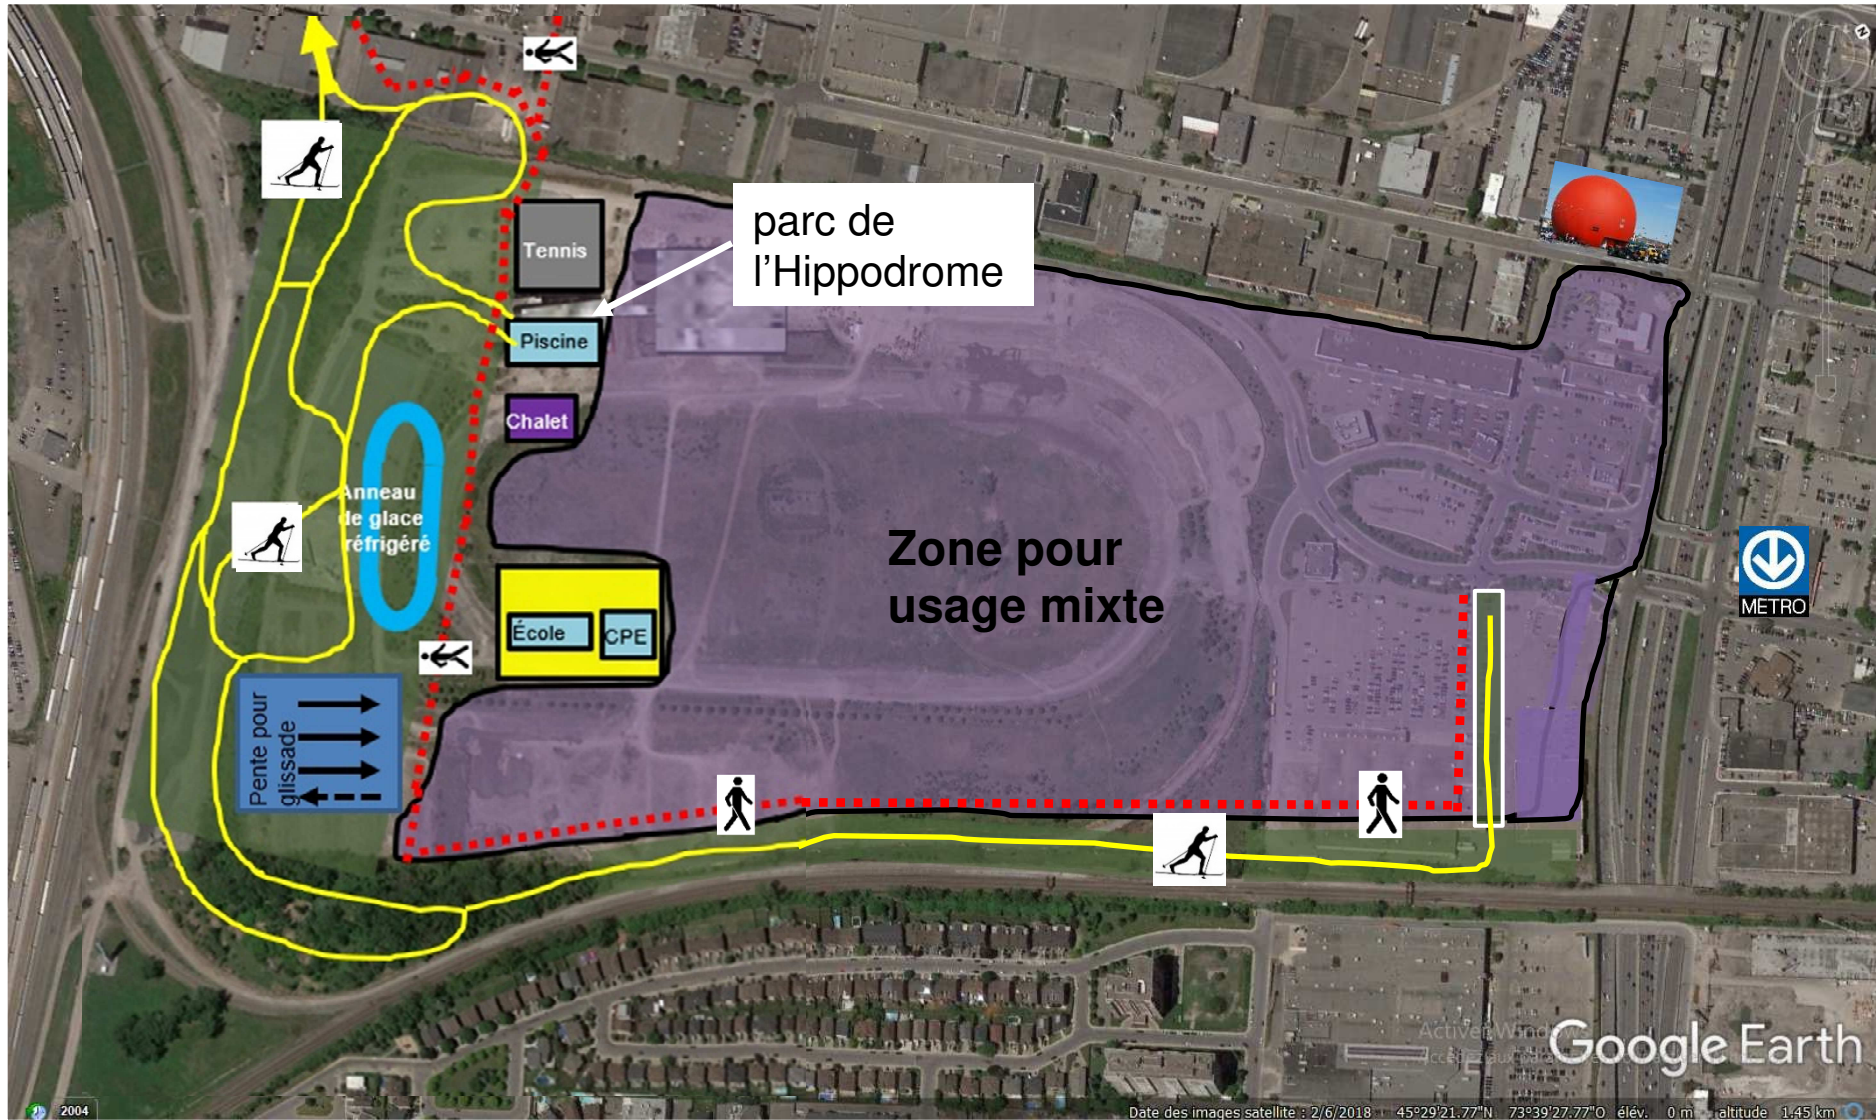 parc de
l'Hippodrome
Tennis
Piscine
Chalet
Anneau
de glace
réfrigéré
Zone pour
usage mixte
École
CPE
METRO
Pente pour
glissade
Activer Windows
Google Earth
2004
Date des images satellite : 2/6/2018 45°29'21.77"N 73°39'27.77"O élév. 0 m altitude 1.45 km